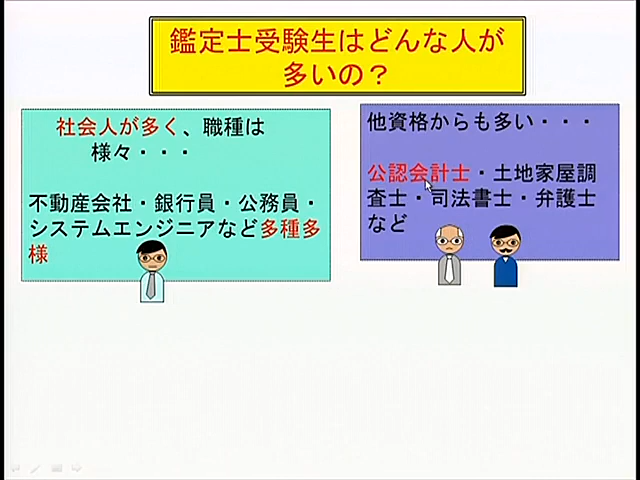 鑑定士受験生はどんな人が
多いの？
社会人が多く、職種は
様々・・・
不動産会社・銀行員・公務員・
システムエンジニアなど多種多
様
他資格からも多い・・・
公認会計士・土地家屋調
査士・司法書士・弁護士
など